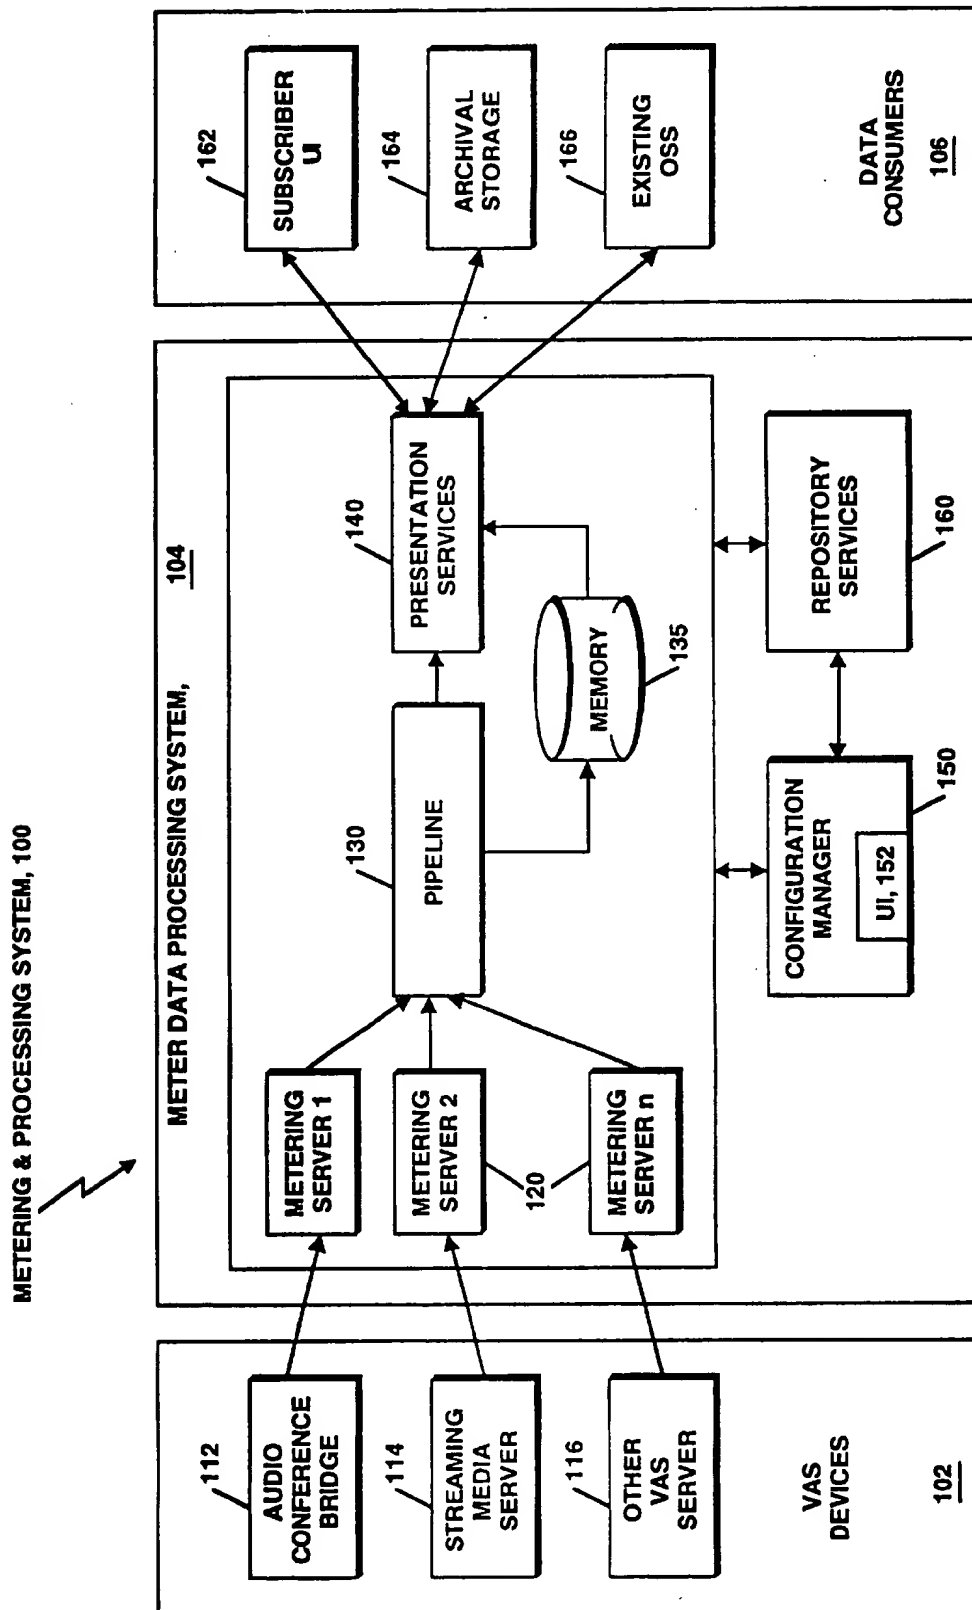 METERING & PROCESSING SYSTEM, 100
VAS
DEVICES
102
112
AUDIO
CONFERENCE
BRIDGE
114
STREAMING
MEDIA
SERVER
116
OTHER
VAS
SERVER
METER DATA PROCESSING SYSTEM,
104
METERING
SERVER 1
METERING
SERVER 2
120
METERING
SERVER n
130
PIPELINE
MEMORY
135
140
PRESENTATION
SERVICES
CONFIGURATION
MANAGER
UI, 152
150
REPOSITORY
SERVICES
160
162
SUBSCRIBER
UI
164
ARCHIVAL
STORAGE
166
EXISTING
OSS
DATA
CONSUMERS
106